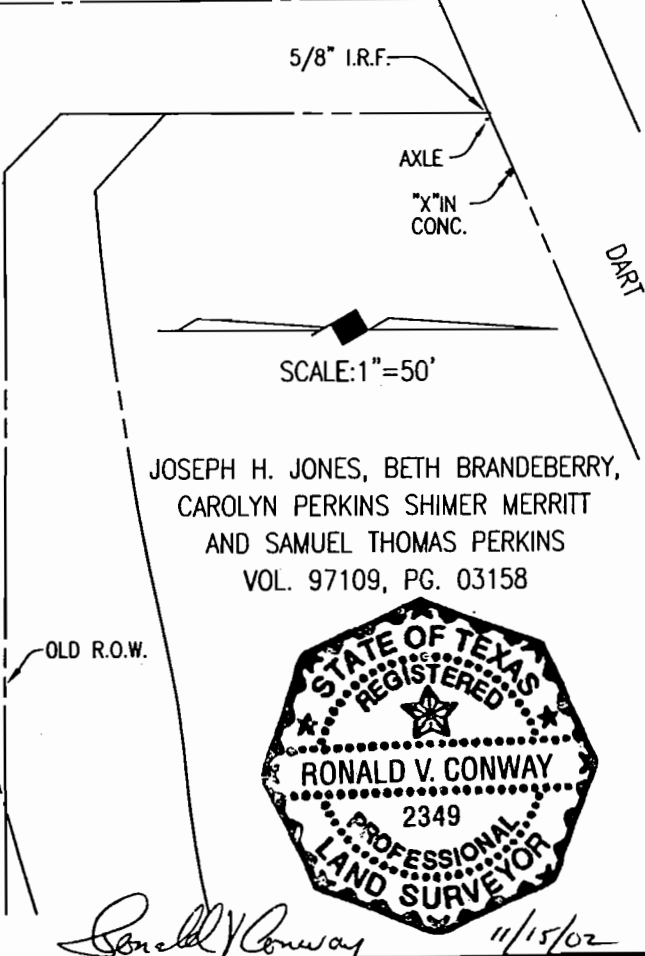 5/8" I.R.F.
AXLE
"X"IN
CONC.
DART
SCALE:1"=50'
JOSEPH H. JONES, BETH BRANDEBERRY,
CAROLYN PERKINS SHIMER MERRITT
AND SAMUEL THOMAS PERKINS
VOL. 97109, PG. 03158
OLD R.O.W.
STATE OF TEXAS
REGISTERED
RONALD V. CONWAY
2349
PROFESSIONAL
LAND SURVEYOR
Ronald V Conway
11/15/02